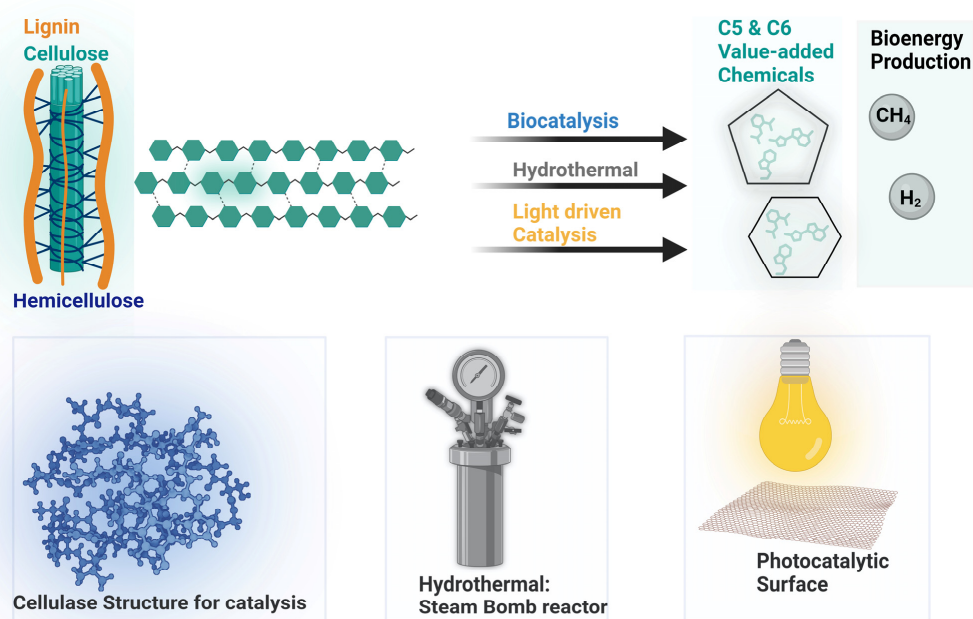 Lignin
Cellulose
Hemicellulose
Biocatalysis
Hydrothermal
Light driven
Catalysis
C5 & C6
Value-added
Chemicals
Bioenergy
Production
CH₄
H₂
Cellulase Structure for catalysis
Hydrothermal:
Steam Bomb reactor
Photocatalytic
Surface